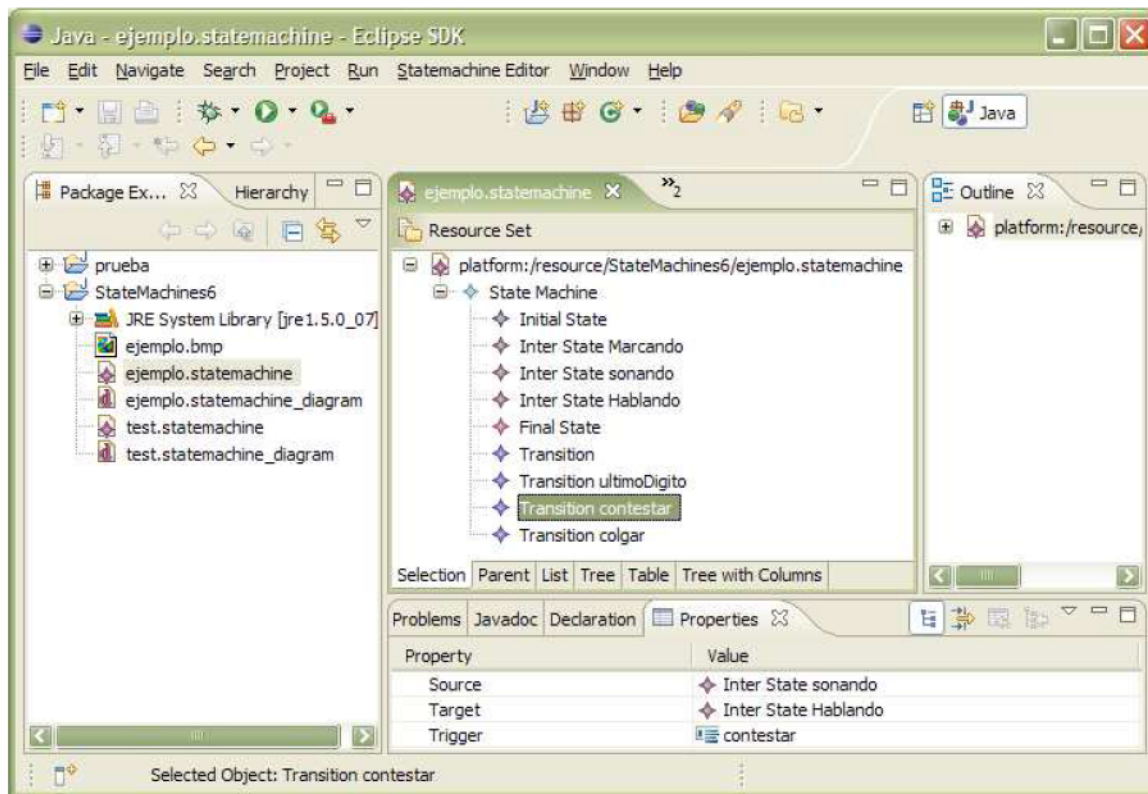 Java - ejemplo.statemachine - Eclipse SDK
File Edit Navigate Search Project Run Statemachine Editor Window Help
Java
Package Ex... Hierarchy
prueba
StateMachines6
JRE System Library [jre1.5.0_07]
ejemplo.bmp
ejemplo.statemachine
ejemplo.statemachine_diagram
test.statemachine
test.statemachine_diagram
ejemplo.statemachine »2
Resource Set
platform:/resource/StateMachines6/ejemplo.statemachine
State Machine
Initial State
Inter State Marcando
Inter State sonando
Inter State Hablando
Final State
Transition
Transition ultimoDigito
Transition contestar
Transition colgar
Selection Parent List Tree Table Tree with Columns
Outline
platform:/resource/
Problems Javadoc Declaration Properties
Property Value
Source Inter State sonando
Target Inter State Hablando
Trigger contestar
Selected Object: Transition contestar